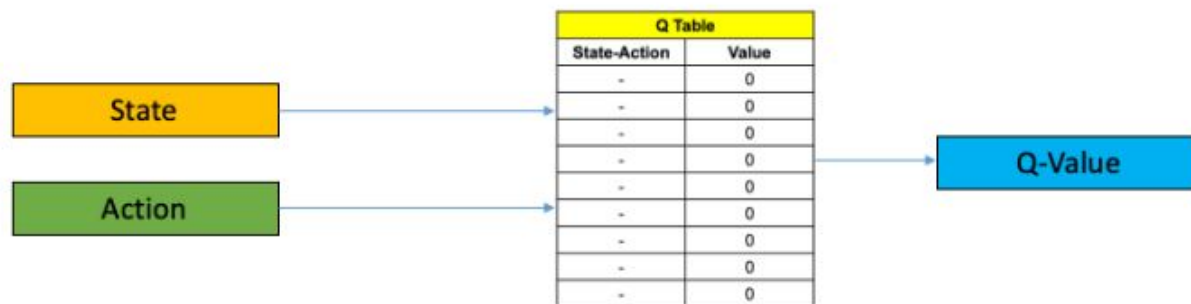 Q Table
State-Action Value
- 0
- 0
State
- 0
- 0
Q-Value
- 0
Action
- 0
- 0
- 0
- 0